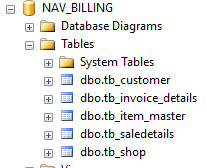 NAV_BILLING
Database Diagrams
Tables
System Tables
dbo.tb_customer
dbo.tb_invoice_details
dbo.tb_item_master
dbo.tb_saledetails
dbo.tb_shop